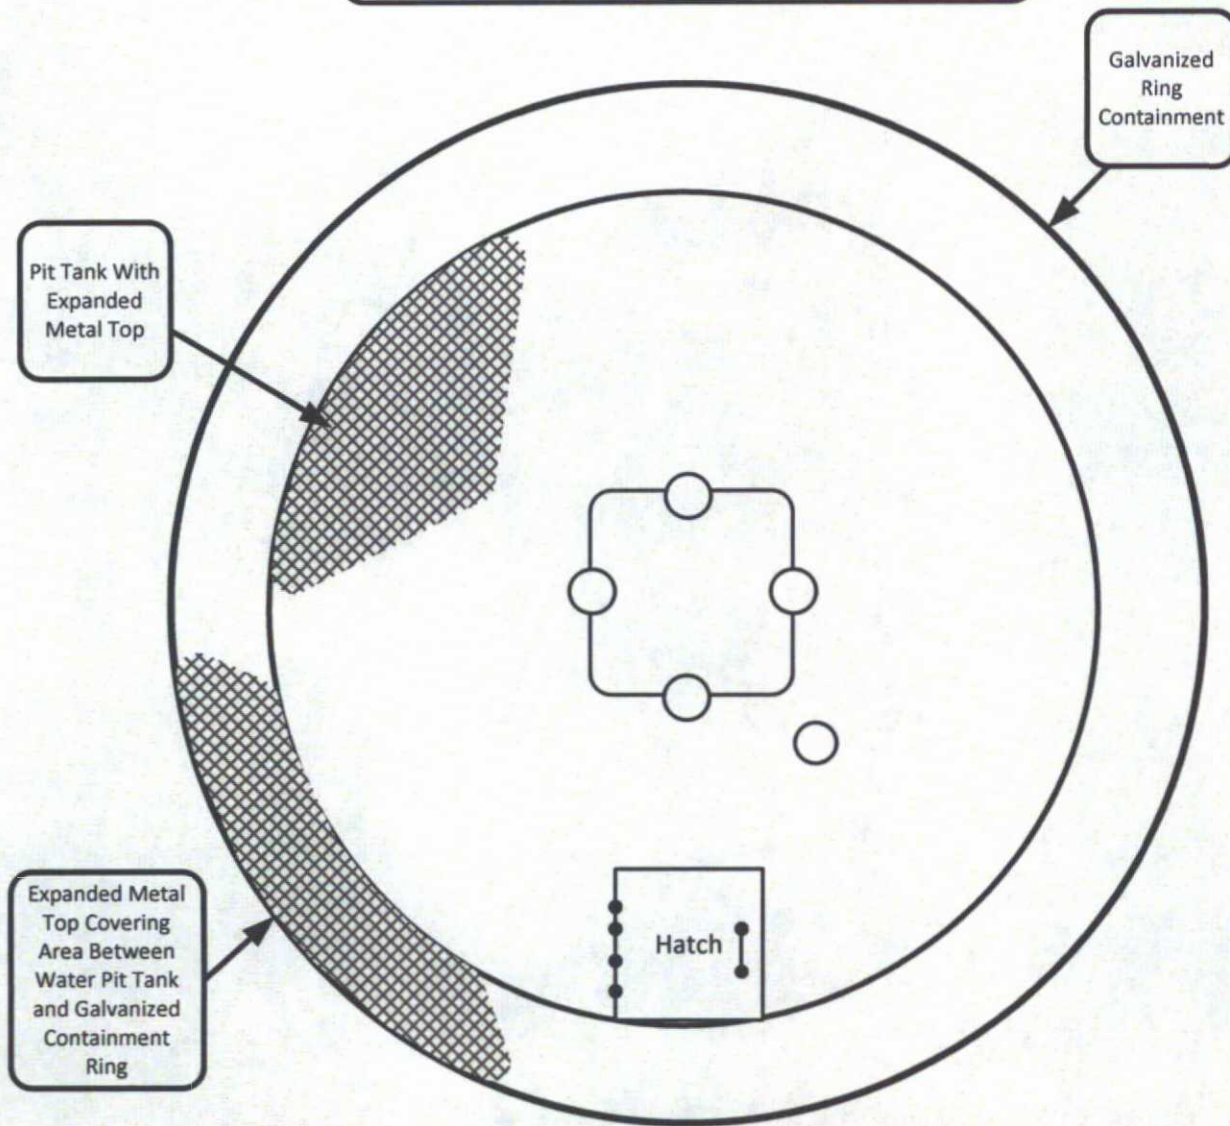 Galvanized
Ring
Containment
Pit Tank With
Expanded
Metal Top
Expanded Metal
Top Covering
Area Between
Water Pit Tank
and Galvanized
Containment
Ring
Hatch